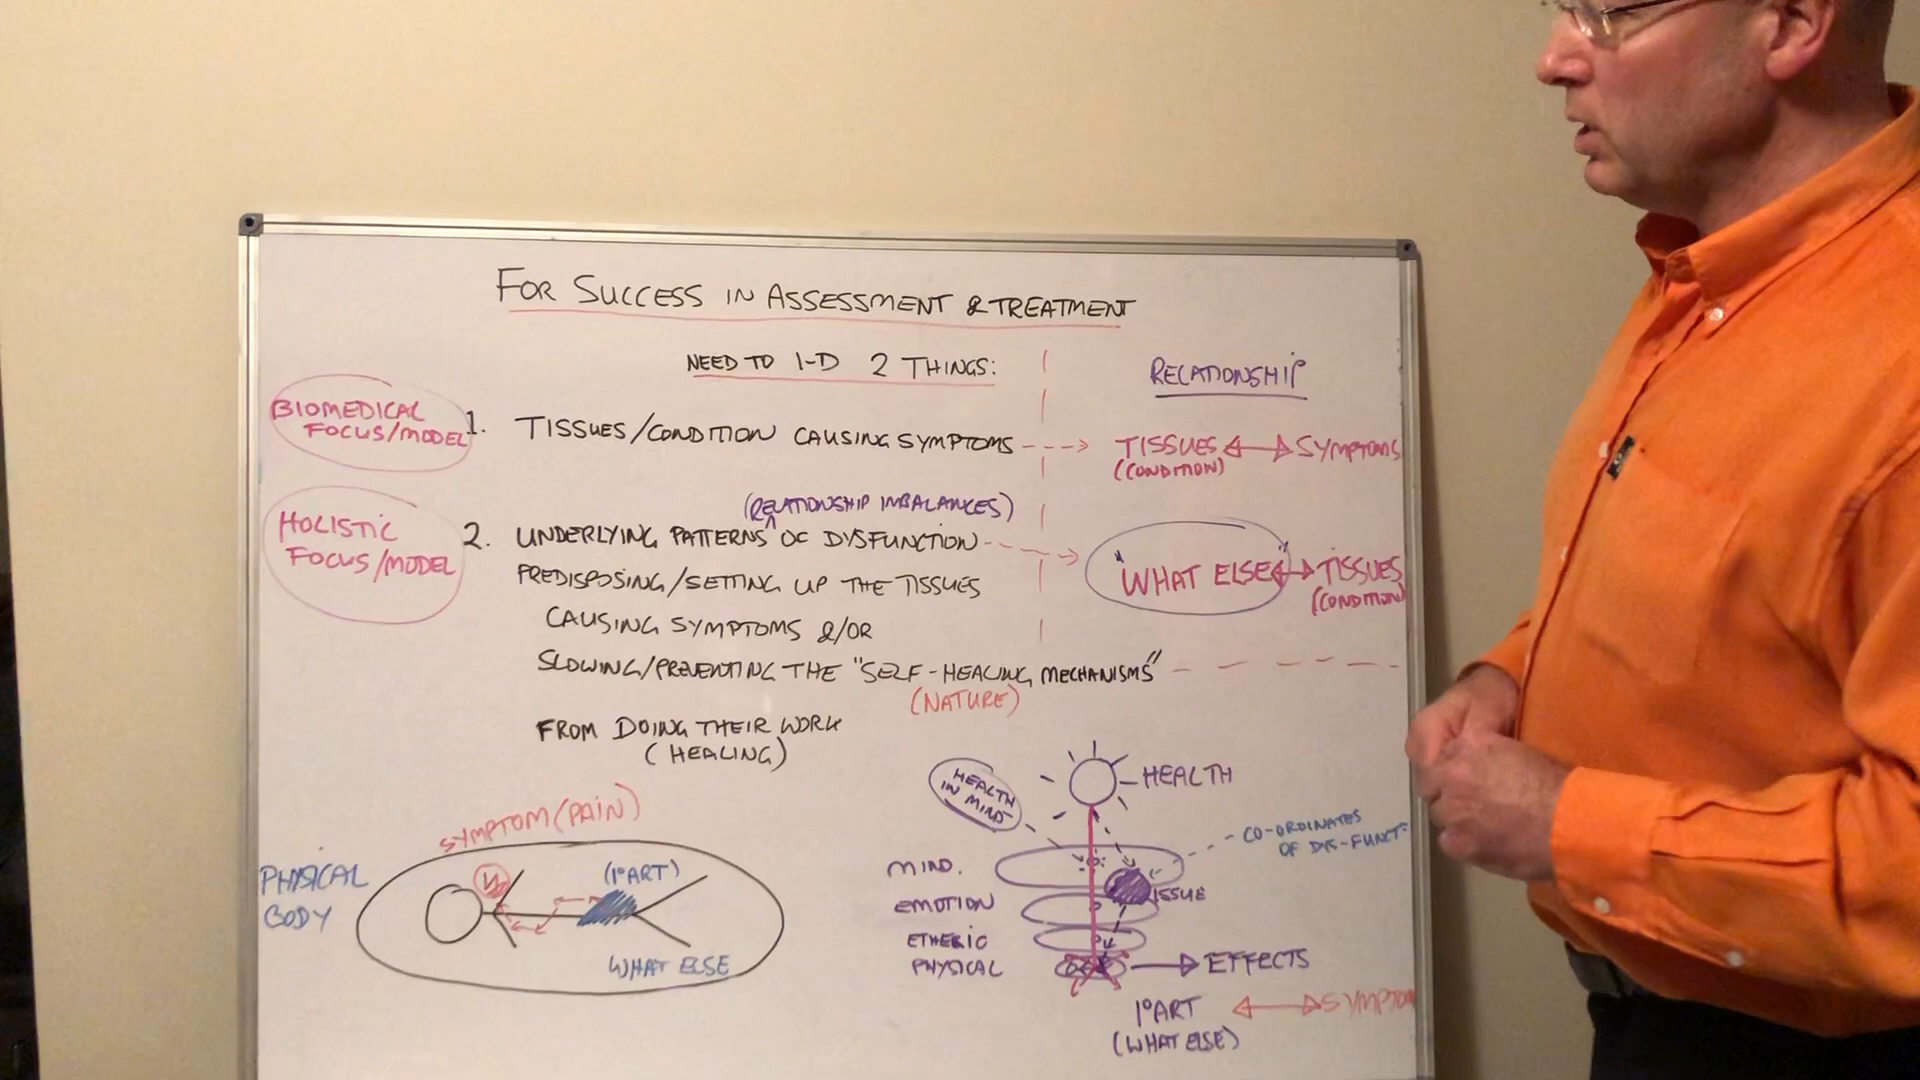 FOR SUCCESS IN ASSESSMENT & TREATMENT
NEED TO I-D 2 THINGS:
RELATIONSHIP
BIOMEDICAL
FOCUS/MODEL
1. TISSUES/CONDITION CAUSING SYMPTOMS
TISSUES SYMPTOMS
(CONDITION)
(RELATIONSHIP IMBALANCES)
HOLISTIC
FOCUS/MODEL
2. UNDERLYING PATTERNS OF DYSFUNCTION
PREDISPOSING/SETTING UP THE TISSUES
CAUSING SYMPTOMS &/OR
SLOWING/PREVENTING THE "SELF-HEALING MECHANISMS"
(NATURE)
FROM DOING THEIR WORK
(HEALING)
"WHAT ELSE" TISSUES
(CONDITION)
SYMPTOM (PAIN)
PHYSICAL
BODY
(1° ART)
WHAT ELSE
HEALTH
IN MIND
HEALTH
CO-ORDINATES
OF DYS-FUNCT
MIND.
ISSUE
EMOTION
ETHERIC
PHYSICAL
EFFECTS
1° ART SYMPTOM
(WHAT ELSE)